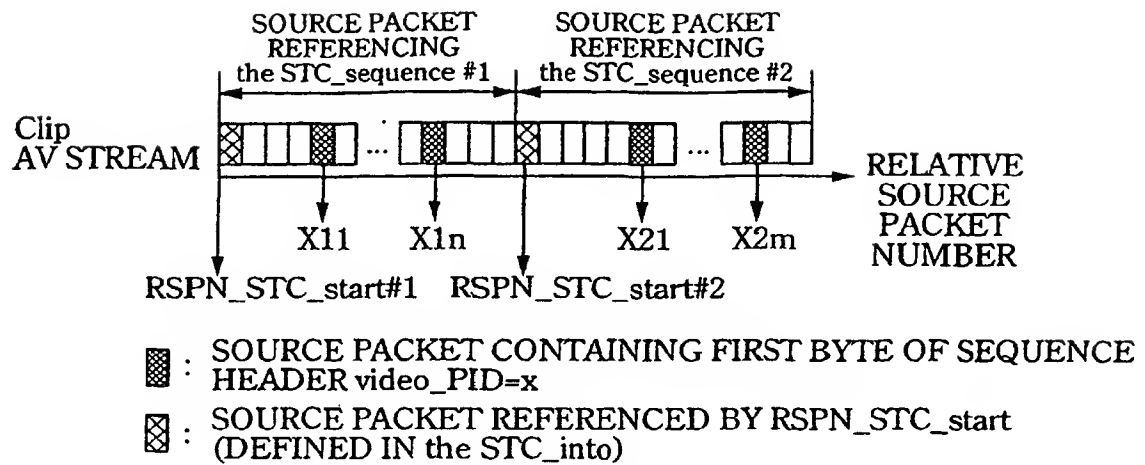 SOURCE PACKET
REFERENCING
the STC_sequence #1
SOURCE PACKET
REFERENCING
the STC_sequence #2
Clip
AV STREAM
...
...
RELATIVE
SOURCE
PACKET
NUMBER
X11
X1n
X21
X2m
RSPN_STC_start#1
RSPN_STC_start#2
: SOURCE PACKET CONTAINING FIRST BYTE OF SEQUENCE
HEADER video_PID=x
: SOURCE PACKET REFERENCED BY RSPN_STC_start
(DEFINED IN the STC_into)